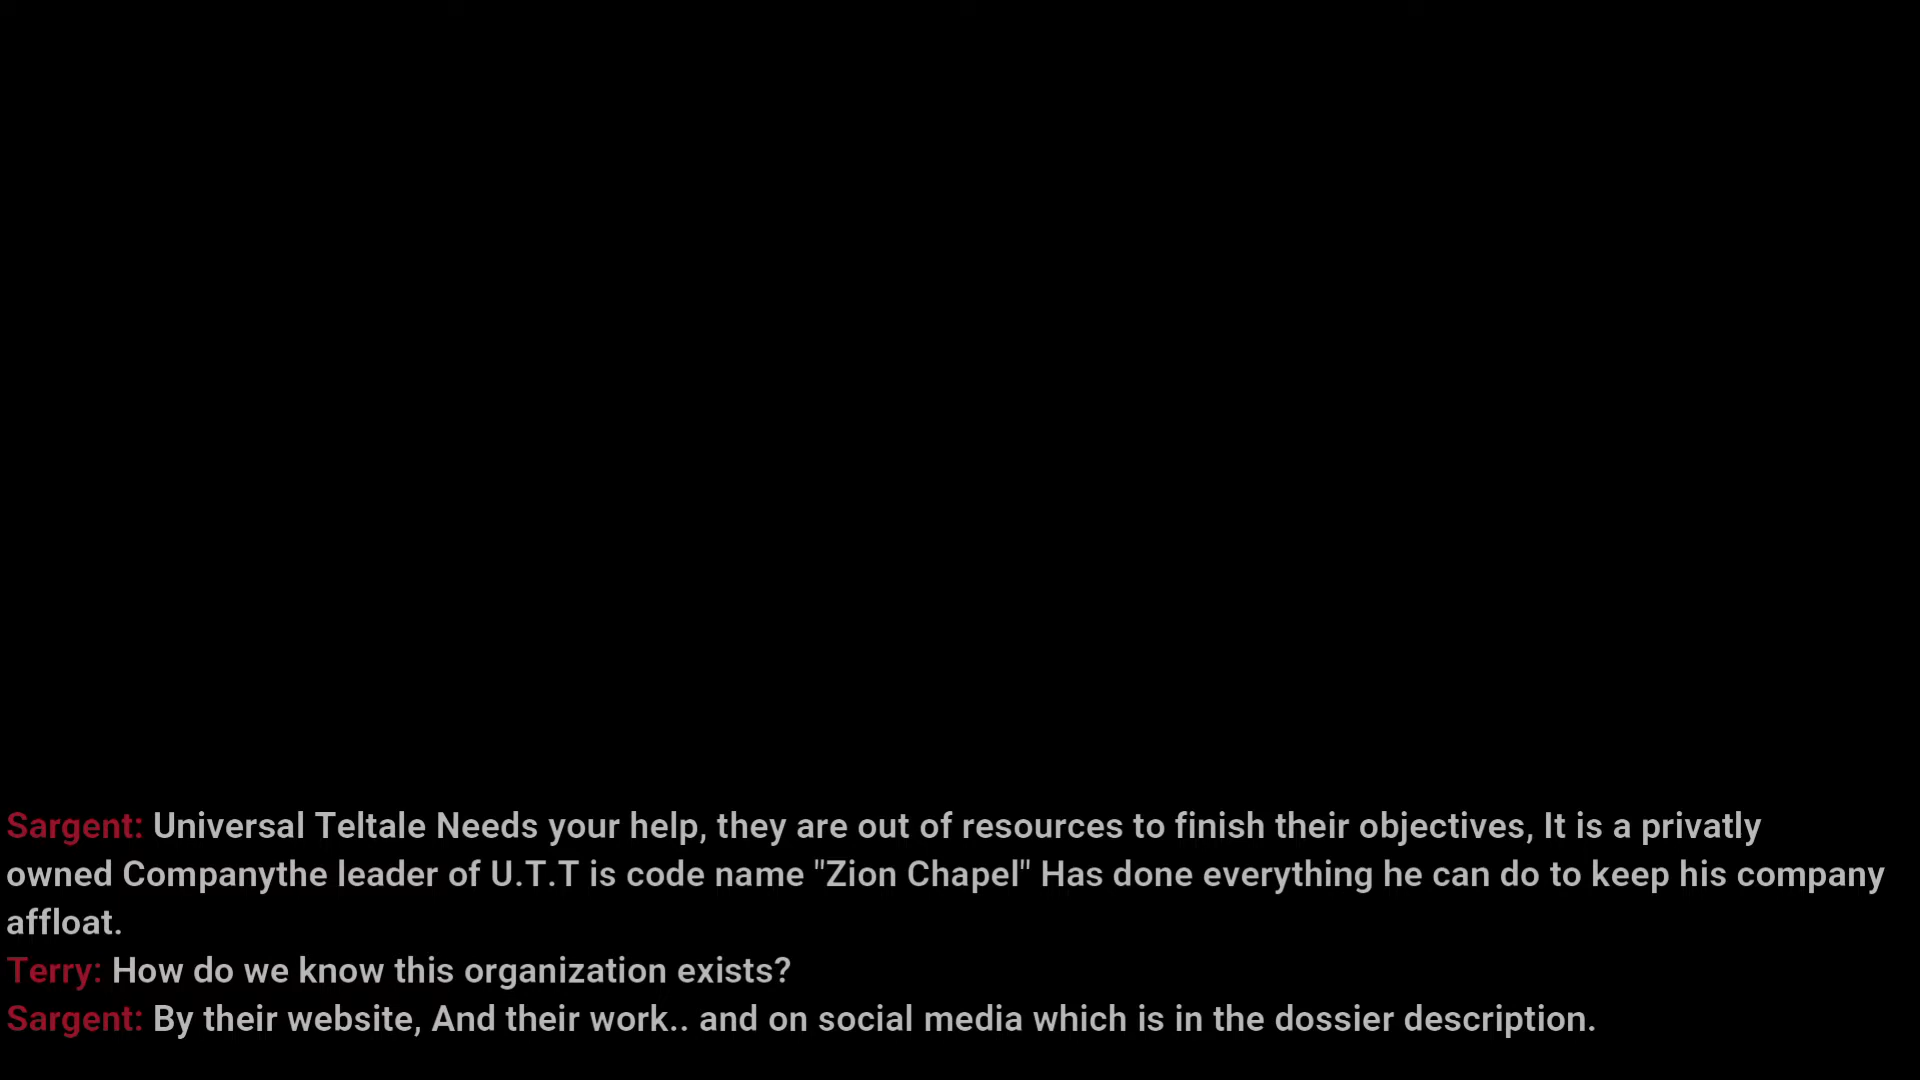 Sargent: Universal Teltale Needs your help, they are out of resources to finish their objectives, It is a privatly
owned Companythe leader of U.T.T is code name "Zion Chapel" Has done everything he can do to keep his company
affloat.
Terry: How do we know this organization exists?
Sargent: By their website, And their work.. and on social media which is in the dossier description.